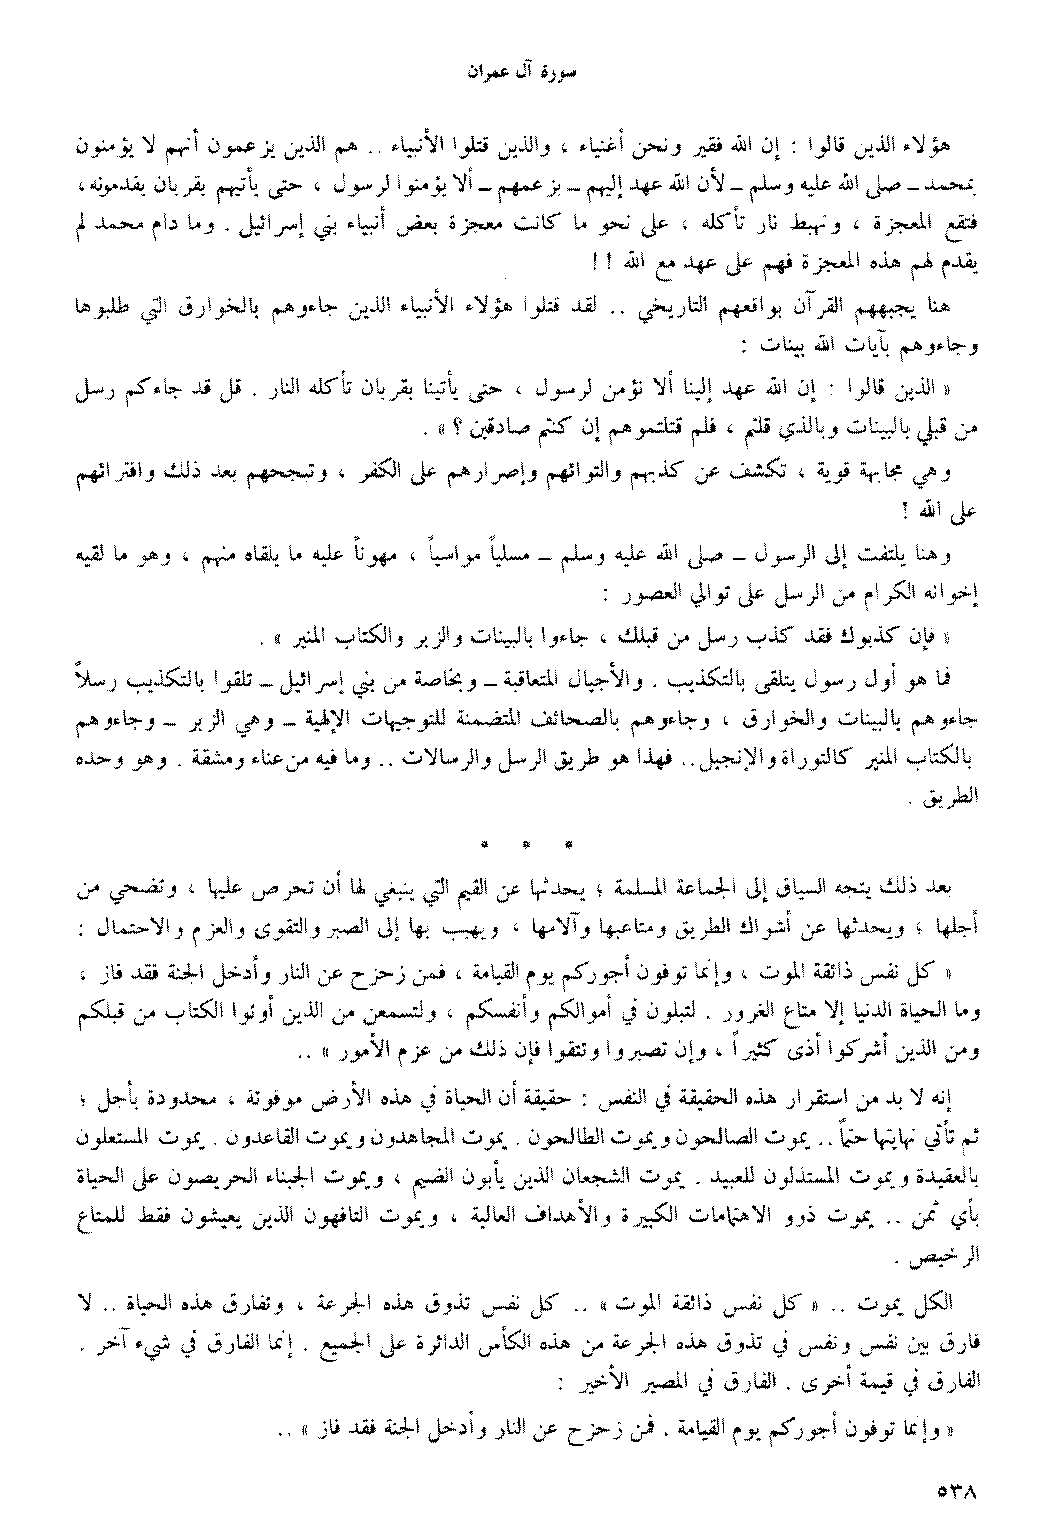 سورة آل عمران
هؤلاء الذين قالوا : إن الله فقير ونحن أغنياء ، والذين قتلوا الأنبياء .. هم الذين يزعمون أنهم لا يؤمنون
بمحمد – صلى الله عليه وسلم – لأن الله عهد إليهم – بزعمهم – ألا يؤمنوا لرسول ، حتى يأتيهم بقربان يقدمونه ،
فتقع المعجزة ، وتهبط نار تأكله ، على نحو ما كانت معجزة بعض أنبياء بني إسرائيل . وما دام محمد لم
يقدم لهم هذه المعجزة فهم على عهد مع الله !!
هنا يجبههم القرآن بواقعهم التاريخي .. لقد قتلوا هؤلاء الأنبياء الذين جاءوهم بالخوارق التي طلبوها
وجاءوهم بآيات الله بينات :
« الذين قالوا : إن الله عهد إلينا ألا نؤمن لرسول ، حتى يأتينا بقربان تأكله النار . قل قد جاءكم رسل
من قبلي بالبينات وبالذي قلتم ، فلم قتلتموهم إن كنتم صادقين ؟ » .
وهي مجابهة قوية ، تكشف عن كذبهم والتوائهم وإصرارهم على الكفر ، وتبجحهم بعد ذلك وافترائهم
على الله !
وهنا يلتفت إلى الرسول – صلى الله عليه وسلم – مسلياً مواسياً ، مهوناً عليه ما يلقاه منهم ، وهو ما لقيه
إخوانه الكرام من الرسل على توالي العصور :
« فإن كذبوك فقد كذب رسل من قبلك ، جاءوا بالبينات والزبر والكتاب المنير » .
فما هو أول رسول يتلقى بالتكذيب . والأجيال المتعاقبة – وبخاصة من بني إسرائيل – تلقوا بالتكذيب رسلاً
جاءوهم بالبينات والخوارق ، وجاءوهم بالصحائف المتضمنة للتوجيهات الإلهية – وهي الزبر – وجاءوهم
بالكتاب المنير كالتوراة والإنجيل .. فهذا هو طريق الرسل والرسالات .. وما فيه من عناء ومشقة . وهو وحده
الطريق .
* * *
بعد ذلك يتجه السياق إلى الجماعة المسلمة ؛ يحدثها عن القيم التي ينبغي لها أن تحرص عليها ، وتضحي من
أجلها ؛ ويحدثها عن أشواك الطريق ومتاعبها وآلامها ، ويهيب بها إلى الصبر والتقوى والعزم والاحتمال :
« كل نفس ذائقة الموت ، وإنما توفون أجوركم يوم القيامة ، فمن زحزح عن النار وأدخل الجنة فقد فاز ،
وما الحياة الدنيا إلا متاع الغرور . لتبلون في أموالكم وأنفسكم ، ولتسمعن من الذين أوتوا الكتاب من قبلكم
ومن الذين أشركوا أذى كثيراً ، وإن تصبروا وتتقوا فإن ذلك من عزم الأمور » ..
إنه لا بد من استقرار هذه الحقيقة في النفس : حقيقة أن الحياة في هذه الأرض موقوتة ، محدودة بأجل ؛
ثم تأتي نهايتها حتماً .. يموت الصالحون ويموت الطالحون . يموت المجاهدون ويموت القاعدون . يموت المستعلون
بالعقيدة ويموت المستذلون للعبيد . يموت الشجعان الذين يأبون الضيم ، ويموت الجبناء الحريصون على الحياة
بأي ثمن .. يموت ذوو الاهتمامات الكبيرة والأهداف العالية ، ويموت التافهون الذين يعيشون فقط للمتاع
الرخيص .
الكل يموت .. « كل نفس ذائقة الموت » .. كل نفس تذوق هذه الجرعة ، وتفارق هذه الحياة .. لا
فارق بين نفس ونفس في تذوق هذه الجرعة من هذه الكأس الدائرة على الجميع . إنما الفارق في شيء آخر .
الفارق في قيمة أخرى . الفارق في المصير الأخير :
« وإنما توفون أجوركم يوم القيامة . فمن زحزح عن النار وأدخل الجنة فقد فاز » ..
٥٣٨